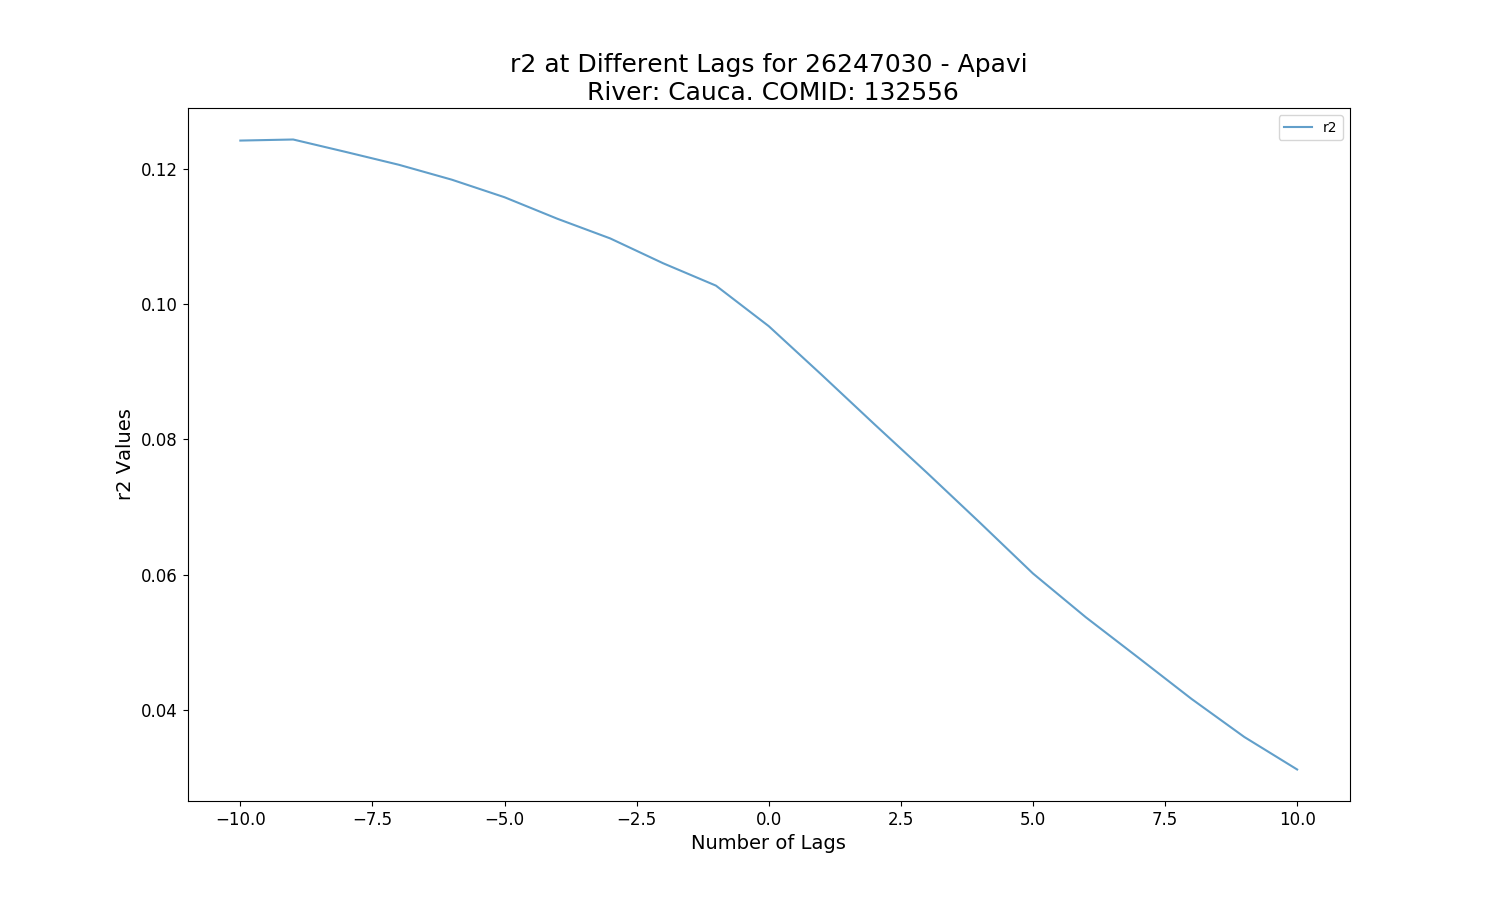 r2 at Different Lags for 26247030 - Apavi
River: Cauca. COMID: 132556
r2
0.12
0.10
0.08
0.06
0.04
r2 Values
−10.0 −7.5 −5.0 −2.5 0.0 2.5 5.0 7.5 10.0
Number of Lags